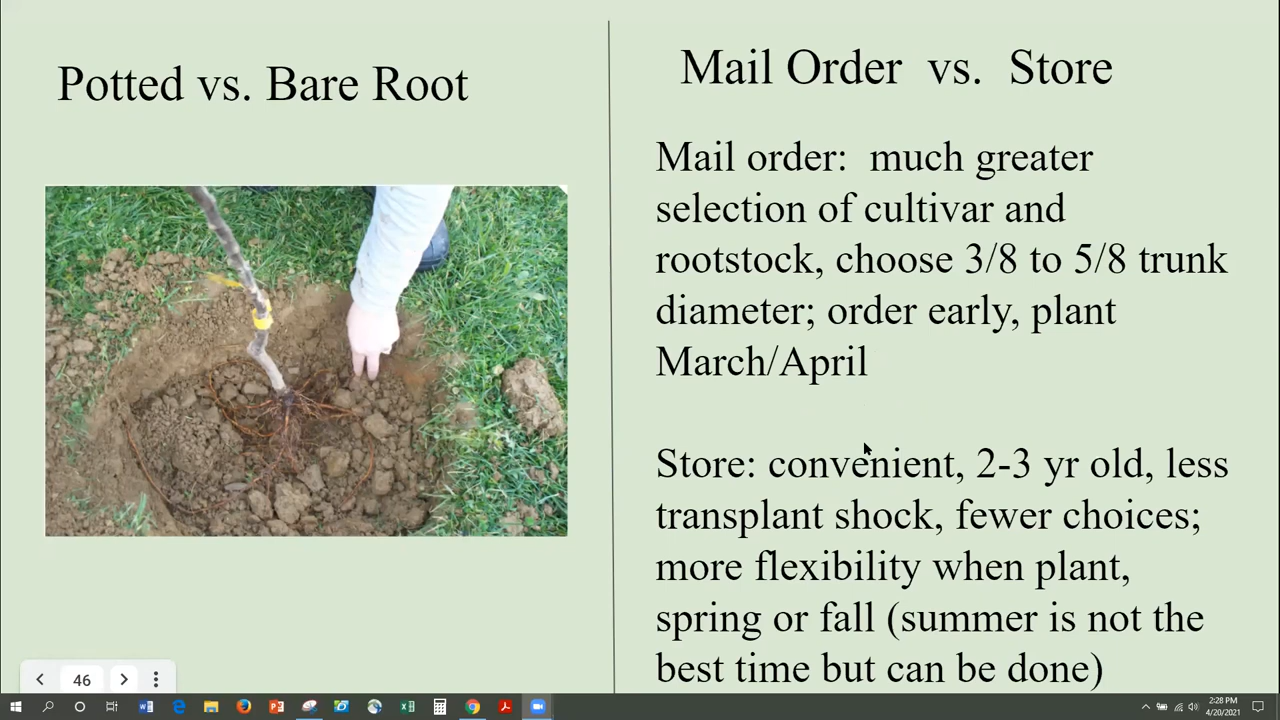 Potted vs. Bare Root
Mail Order vs. Store
Mail order: much greater
selection of cultivar and
rootstock, choose 3/8 to 5/8 trunk
diameter; order early, plant
March/April
Store: convenient, 2-3 yr old, less
transplant shock, fewer choices;
more flexibility when plant,
spring or fall (summer is not the
best time but can be done)
46
2:28 PM
4/20/2021